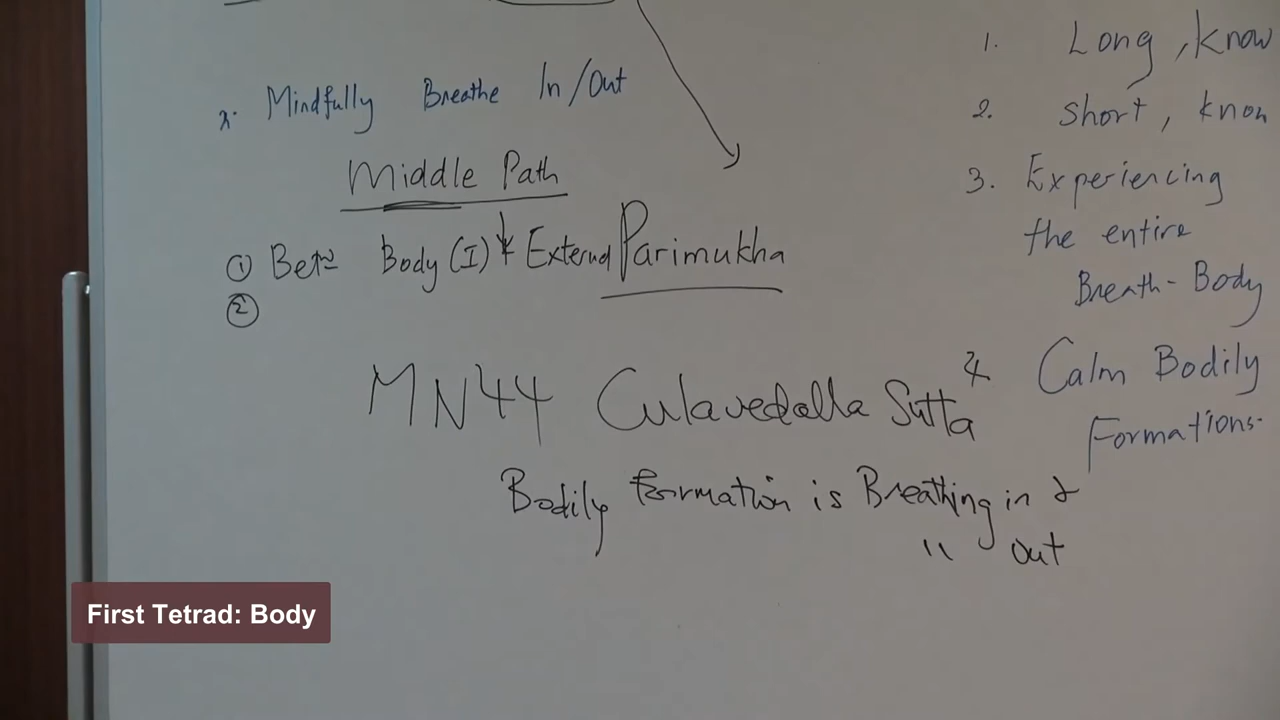 2. Mindfully Breathe In/Out
Middle Path
① Betn Body (I) ↓ & External Parimukha
②
MN44 Culavedalla Sutta
Bodily formation is Breathing in &
" out
1. Long, know
2. short, know
3. Experiencing
the entire
Breath-Body
4 Calm Bodily
Formations.
First Tetrad: Body